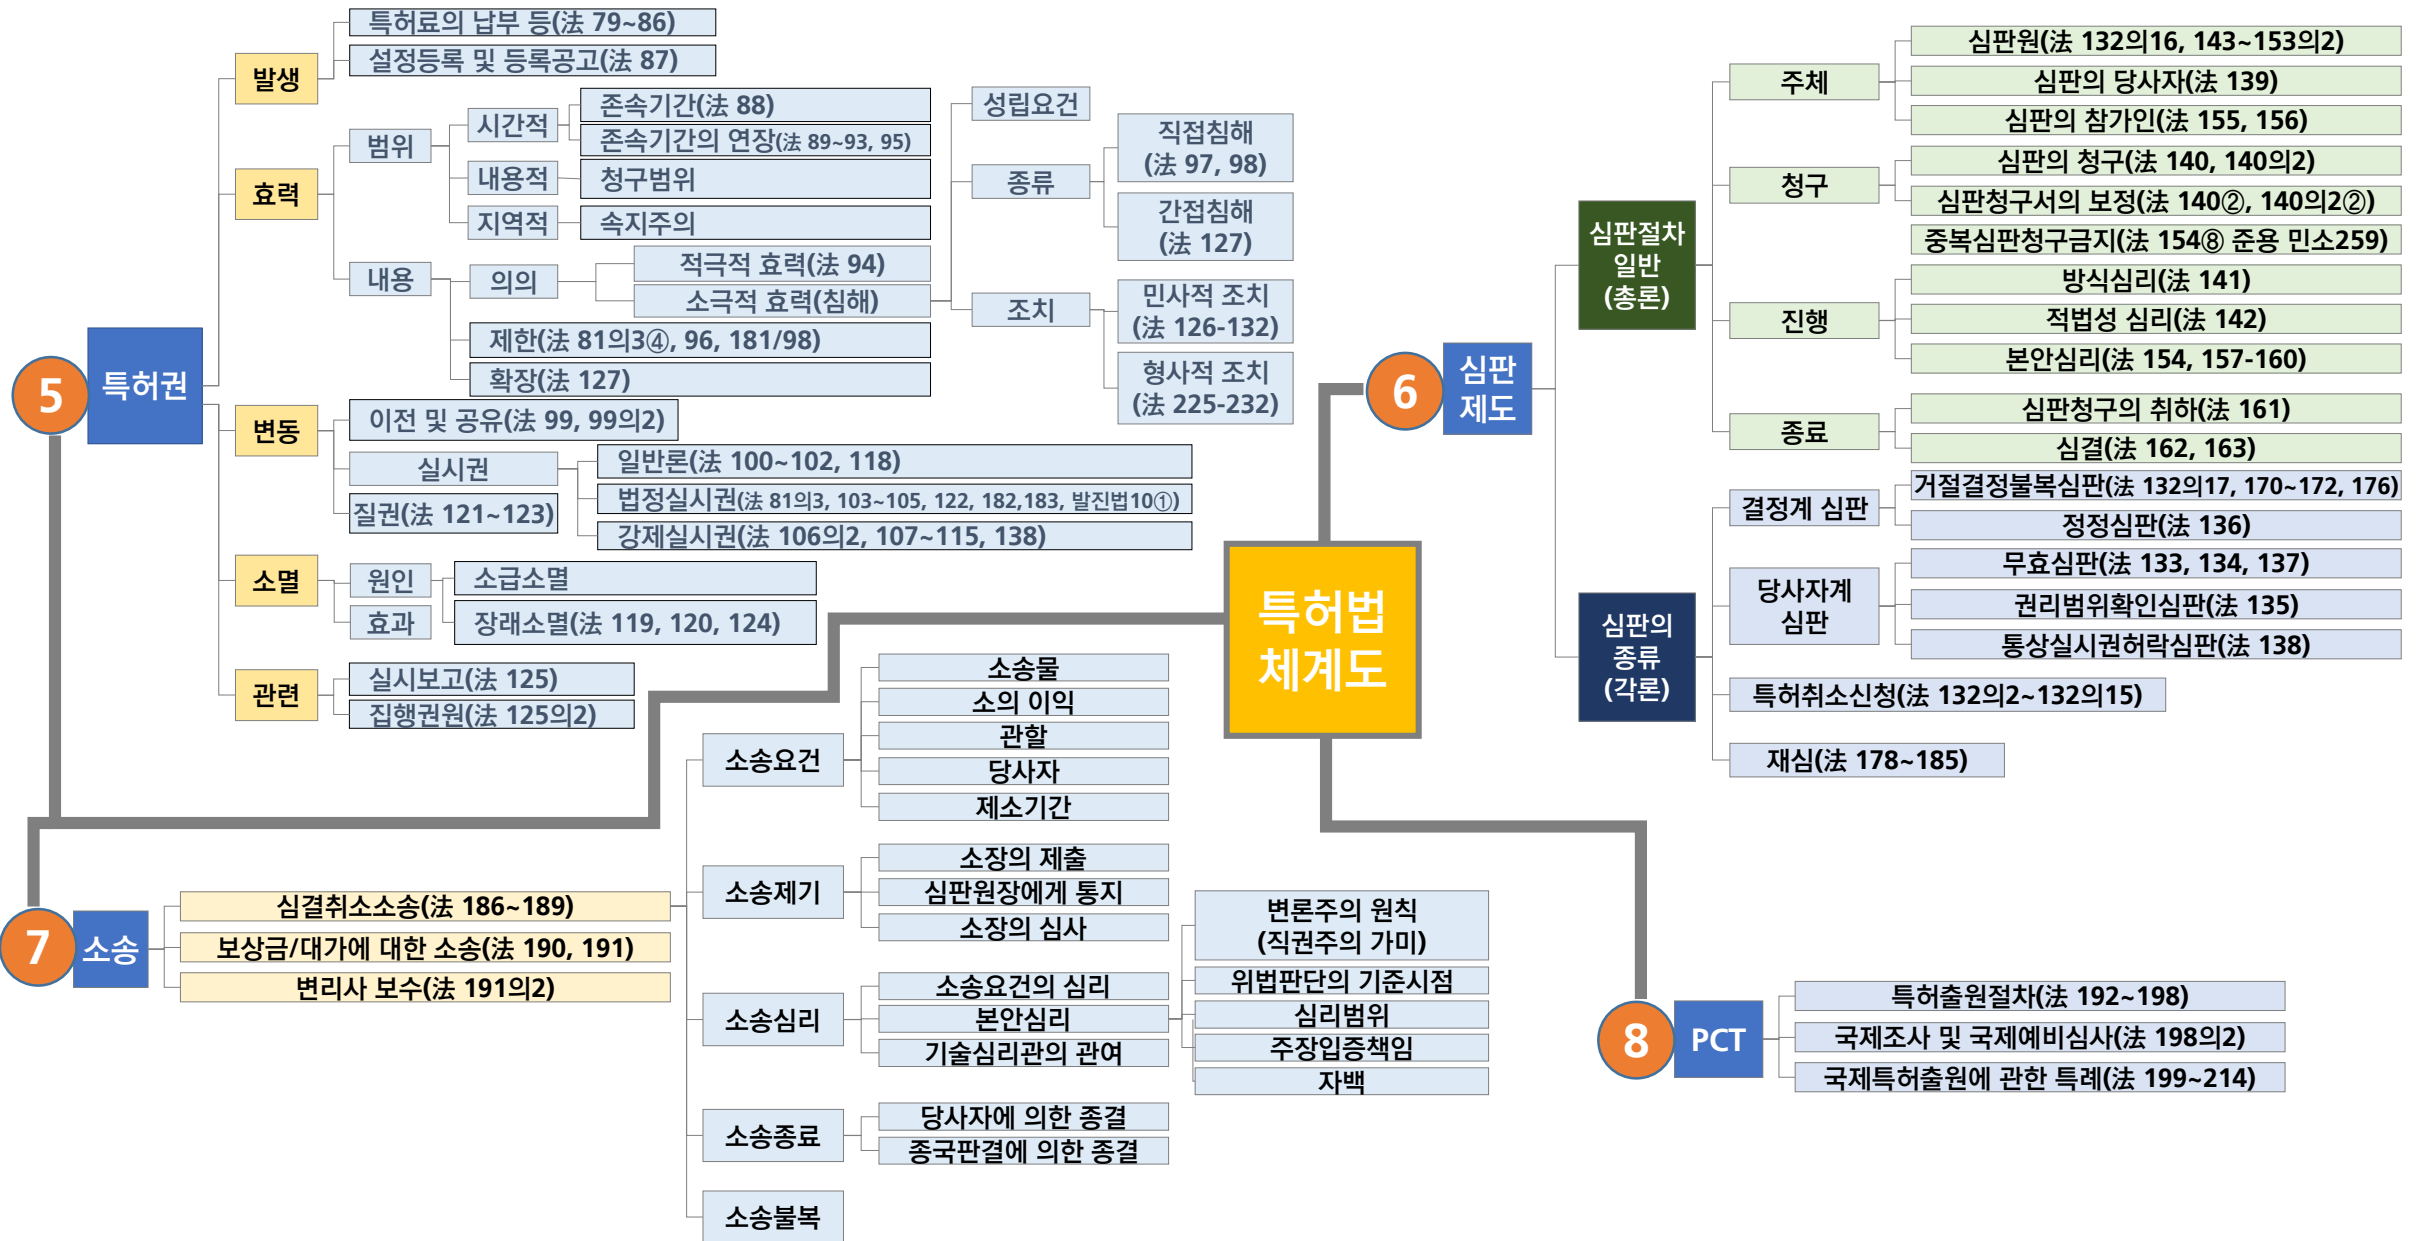 특허법
체계도
5
특허권
발생
특허료의 납부 등(法 79~86)
설정등록 및 등록공고(法 87)
효력
범위
시간적
존속기간(法 88)
존속기간의 연장(法 89~93, 95)
내용적
청구범위
지역적
속지주의
내용
의의
적극적 효력(法 94)
소극적 효력(침해)
성립요건
종류
직접침해
(法 97, 98)
간접침해
(法 127)
조치
민사적 조치
(法 126-132)
형사적 조치
(法 225-232)
제한(法 81의3④, 96, 181/98)
확장(法 127)
변동
이전 및 공유(法 99, 99의2)
실시권
일반론(法 100~102, 118)
법정실시권(法 81의3, 103~105, 122, 182,183, 발진법10①)
강제실시권(法 106의2, 107~115, 138)
질권(法 121~123)
소멸
원인
효과
소급소멸
장래소멸(法 119, 120, 124)
관련
실시보고(法 125)
집행권원(法 125의2)
6
심판
제도
심판절차
일반
(총론)
주체
심판원(法 132의16, 143~153의2)
심판의 당사자(法 139)
심판의 참가인(法 155, 156)
청구
심판의 청구(法 140, 140의2)
심판청구서의 보정(法 140②, 140의2②)
중복심판청구금지(法 154⑧ 준용 민소259)
진행
방식심리(法 141)
적법성 심리(法 142)
본안심리(法 154, 157-160)
종료
심판청구의 취하(法 161)
심결(法 162, 163)
심판의
종류
(각론)
결정계 심판
거절결정불복심판(法 132의17, 170~172, 176)
정정심판(法 136)
당사자계
심판
무효심판(法 133, 134, 137)
권리범위확인심판(法 135)
통상실시권허락심판(法 138)
특허취소신청(法 132의2~132의15)
재심(法 178~185)
7
소송
심결취소소송(法 186~189)
보상금/대가에 대한 소송(法 190, 191)
변리사 보수(法 191의2)
소송요건
소송물
소의 이익
관할
당사자
제소기간
소송제기
소장의 제출
심판원장에게 통지
소장의 심사
소송심리
소송요건의 심리
본안심리
기술심리관의 관여
변론주의 원칙
(직권주의 가미)
위법판단의 기준시점
심리범위
주장입증책임
자백
소송종료
당사자에 의한 종결
종국판결에 의한 종결
소송불복
8
PCT
특허출원절차(法 192~198)
국제조사 및 국제예비심사(法 198의2)
국제특허출원에 관한 특례(法 199~214)